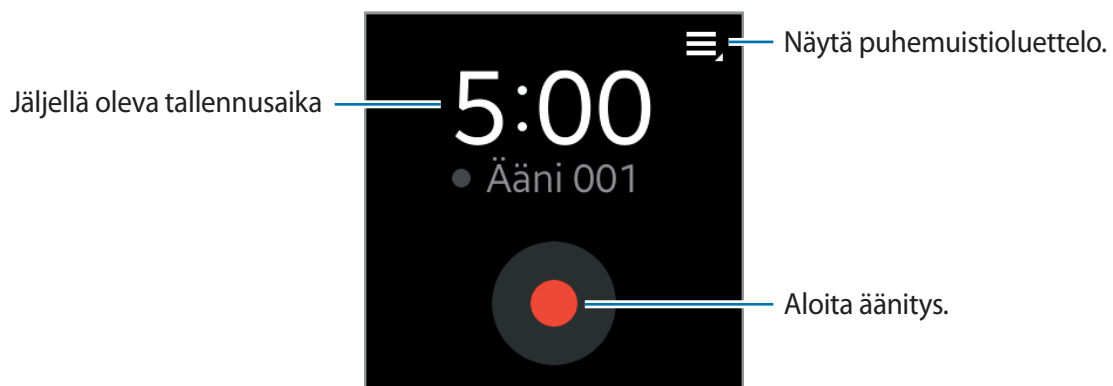 Näytä puhemuistioluettelo.
Jäljellä oleva tallennusaika
5:00
Ääni 001
Aloita äänitys.